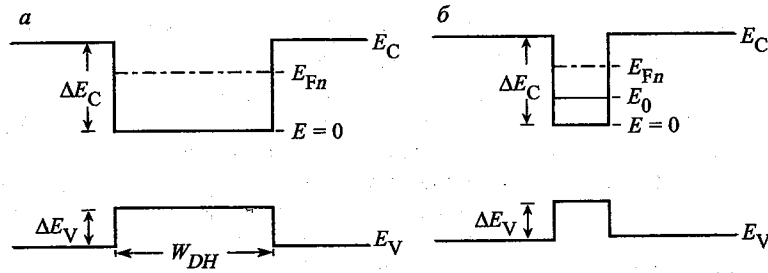 а
E_C
E_Fn
ΔE_C
E = 0
ΔE_V
W_DH
E_V
б
E_C
E_Fn
ΔE_C
E_0
E = 0
ΔE_V
E_V